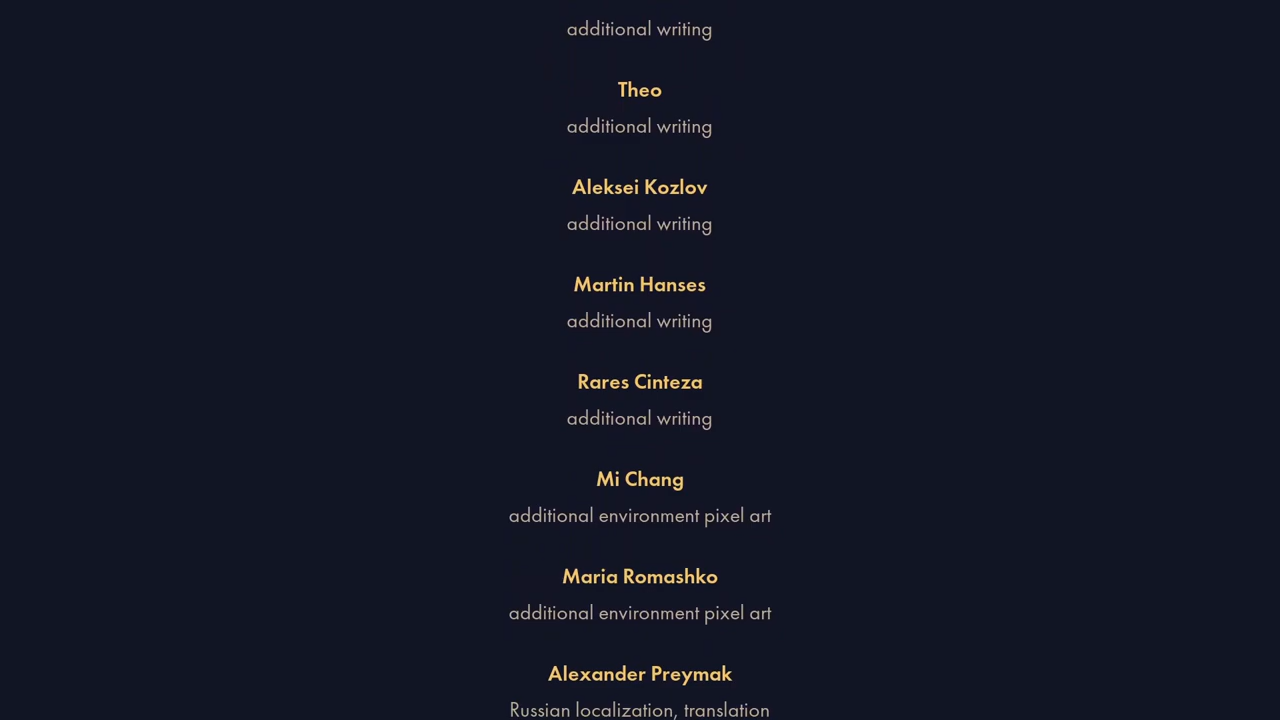 additional writing
Theo
additional writing
Aleksei Kozlov
additional writing
Martin Hanses
additional writing
Rares Cinteza
additional writing
Mi Chang
additional environment pixel art
Maria Romashko
additional environment pixel art
Alexander Preymak
Russian localization, translation